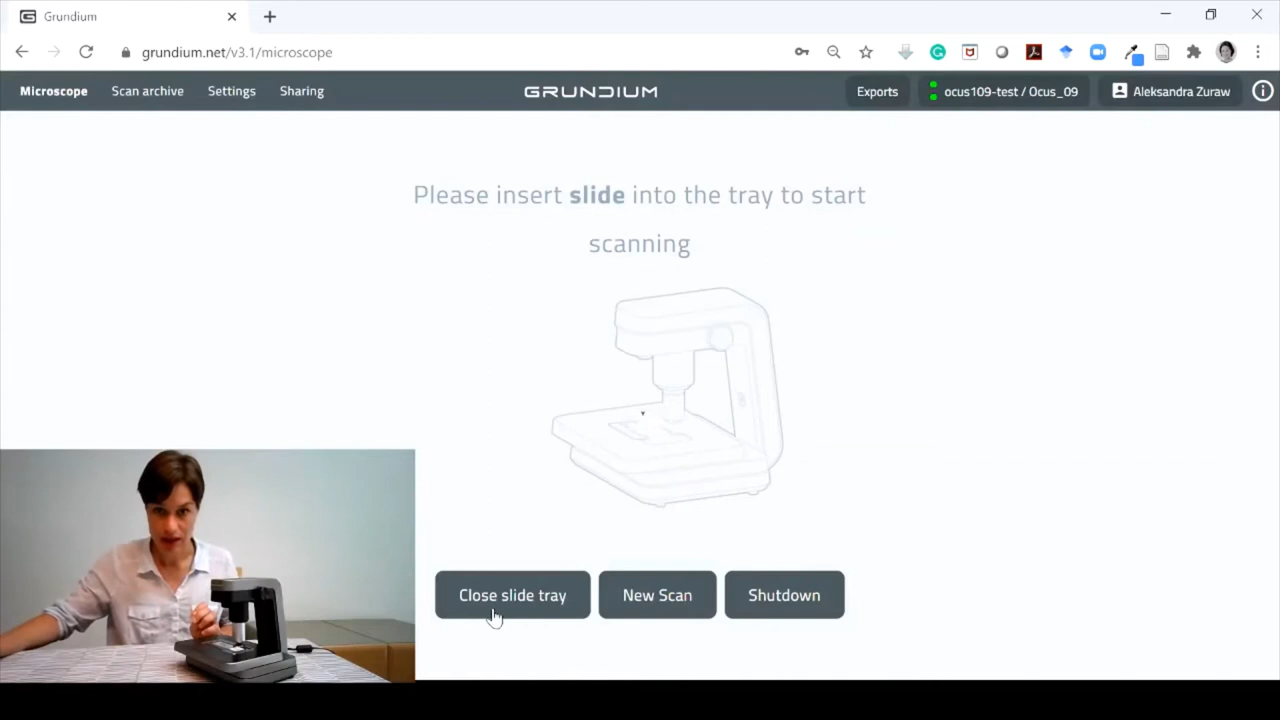 Grundium
grundium.net/v3.1/microscope
Microscope Scan archive Settings Sharing GRUNDIUM Exports ocus109-test / Ocus_09 Aleksandra Zuraw
Please insert slide into the tray to start
scanning
Close slide tray New Scan Shutdown